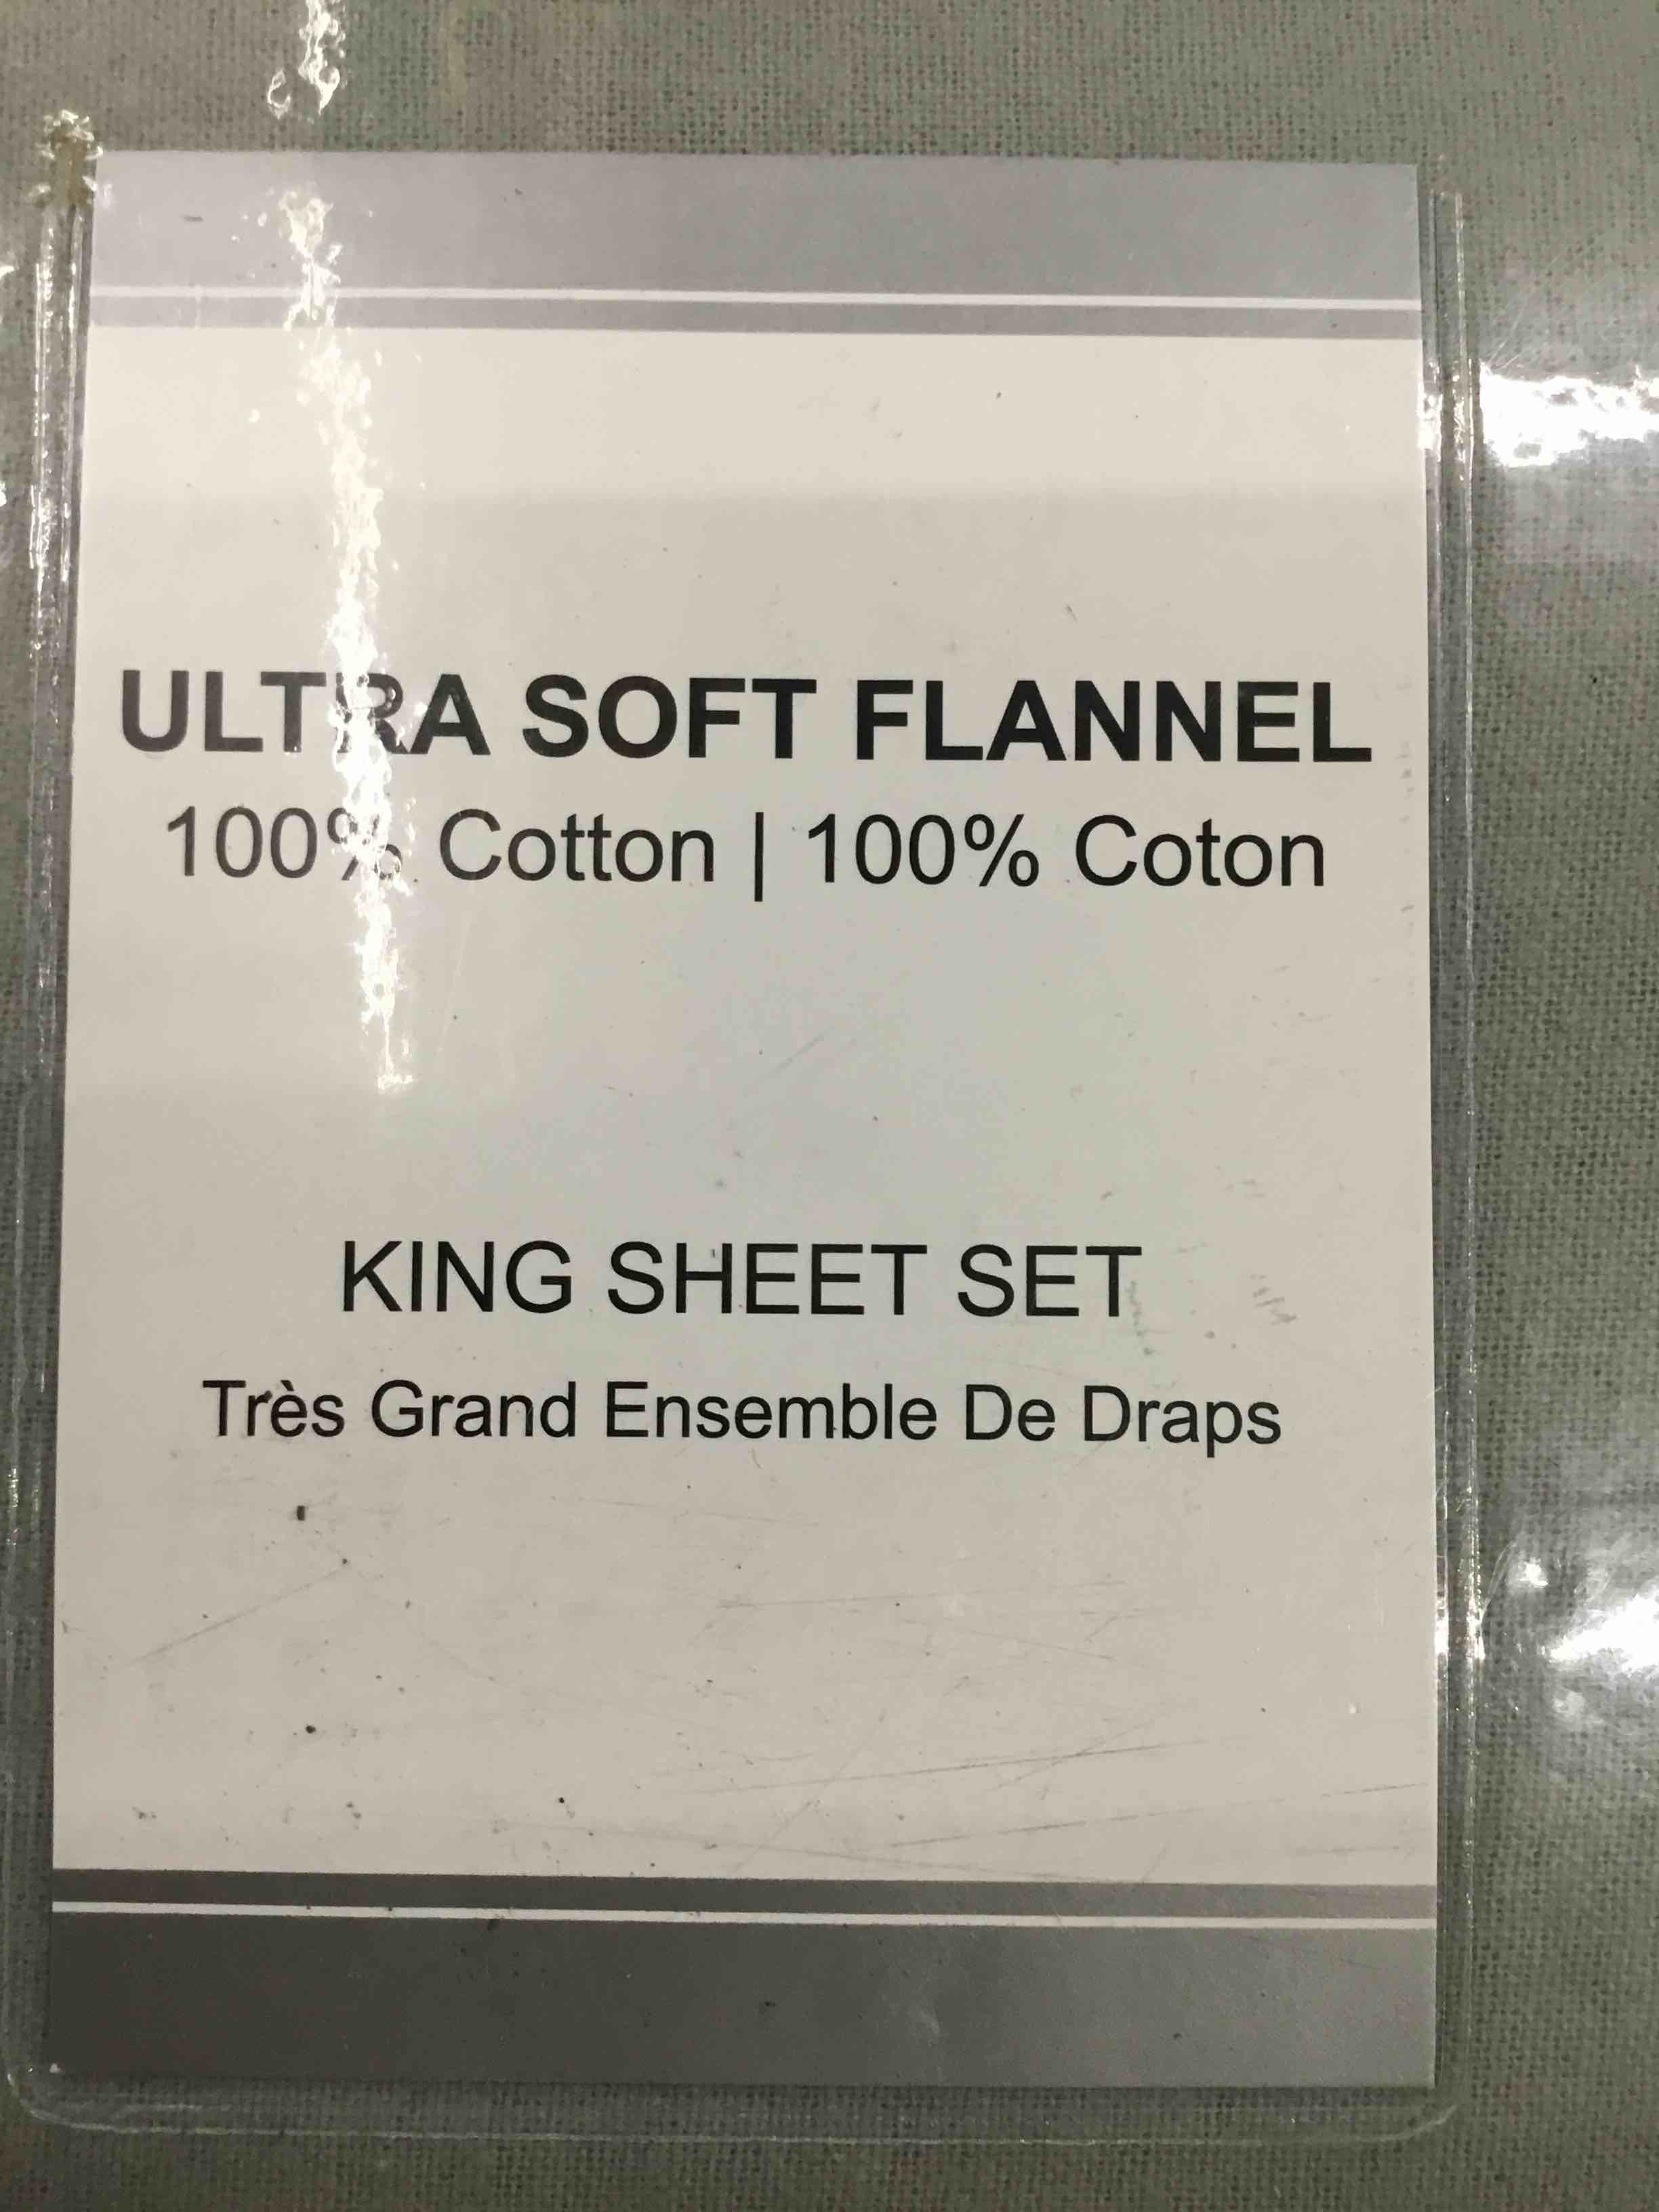 ULTRA SOFT FLANNEL
100% Cotton | 100% Coton
KING SHEET SET
Très Grand Ensemble De Draps